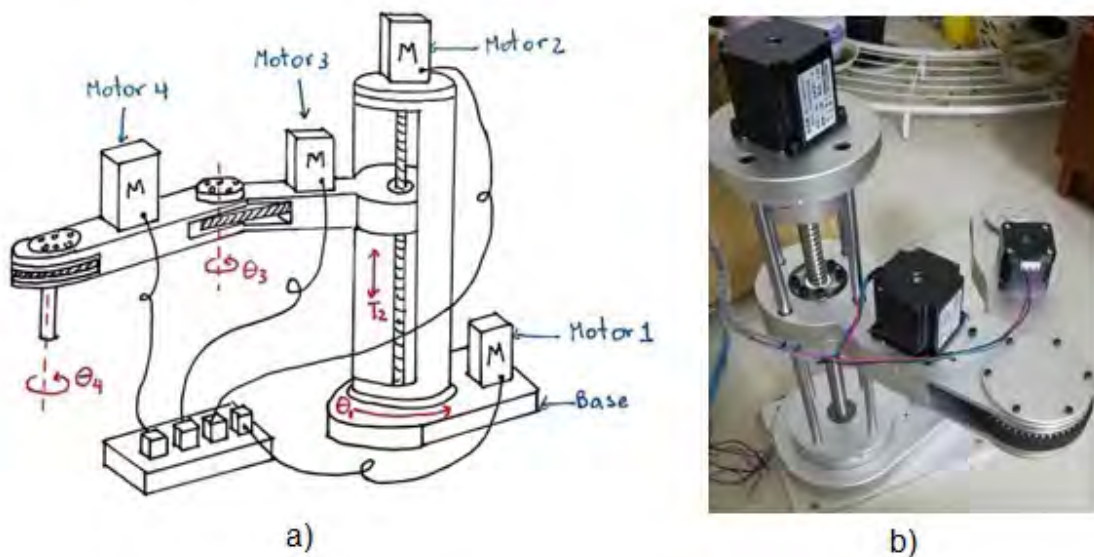 Motor 2
M
Motor 3
Motor 4
M
M
θ3
T2
Motor 1
M
θ4
θ1
Base
a)
b)